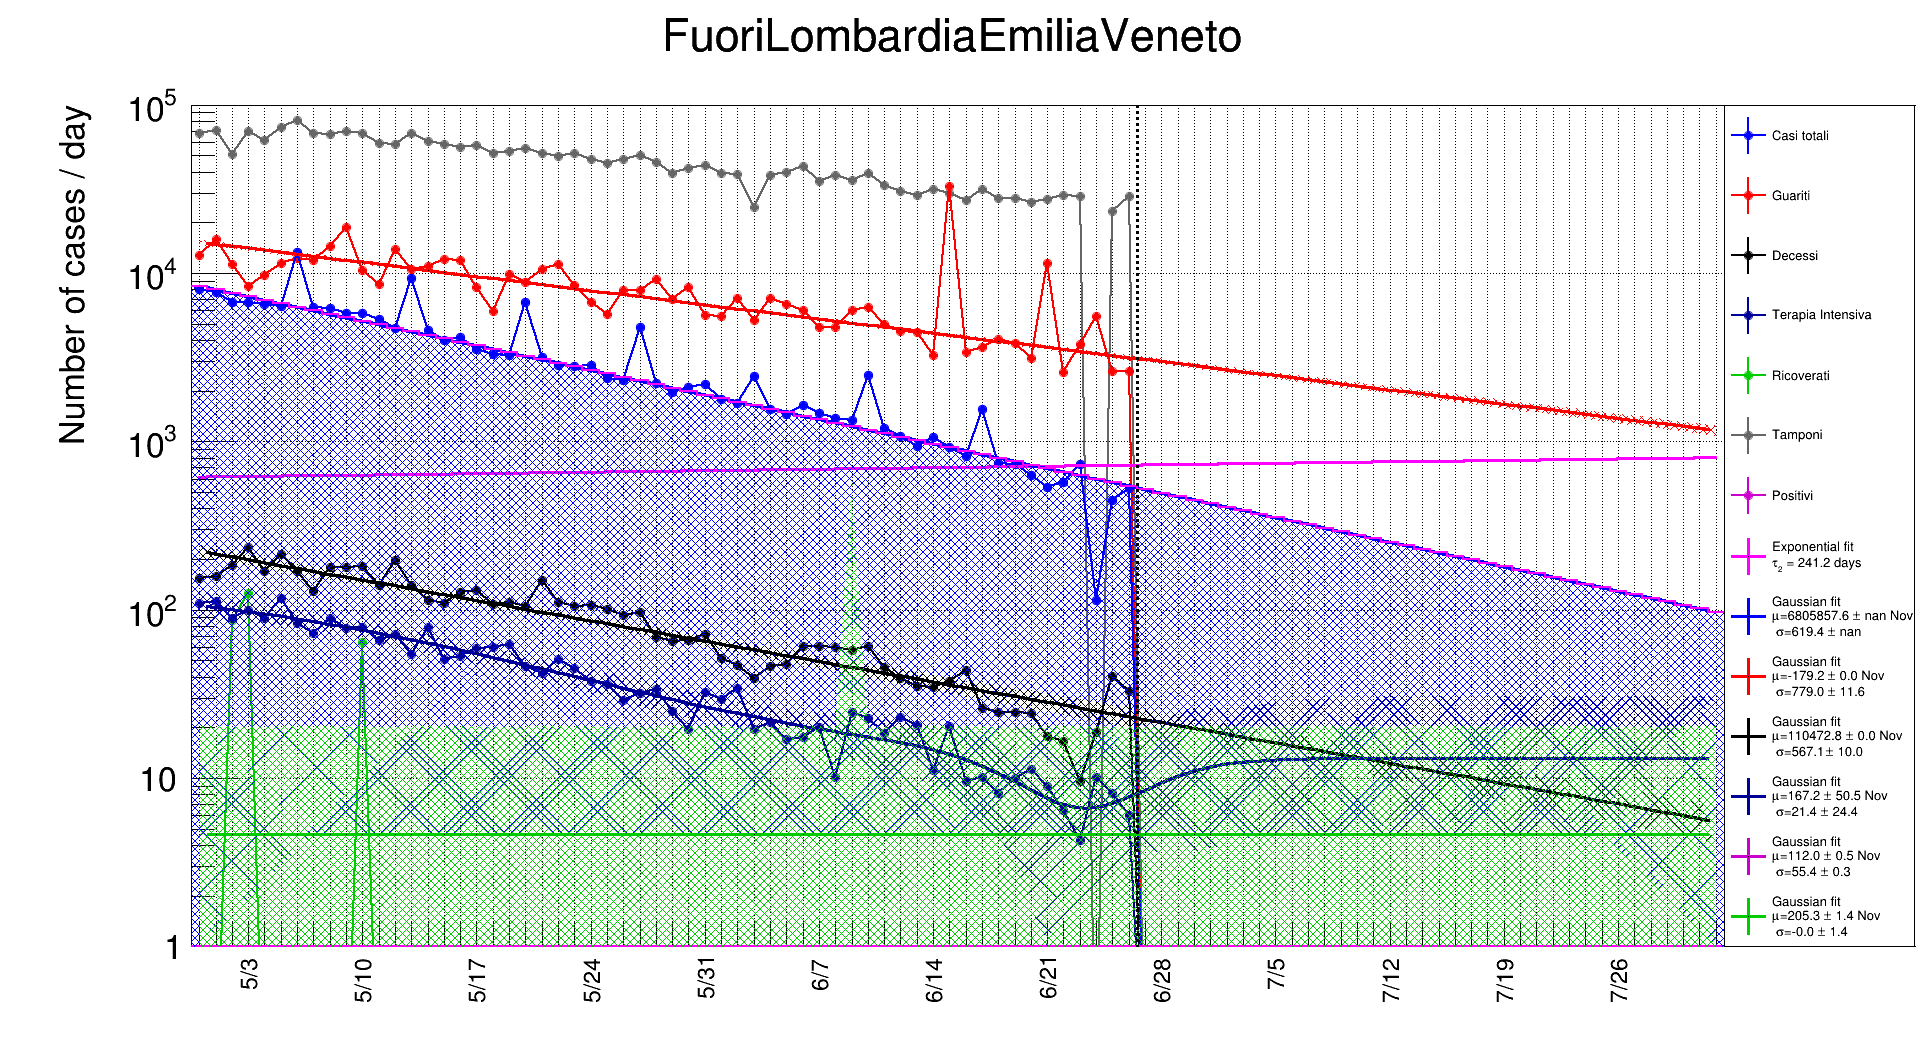 FuoriLombardiaEmiliaVeneto
Number of cases / day
10^5
10^4
10^3
10^2
10
1
5/3
5/10
5/17
5/24
5/31
6/7
6/14
6/21
6/28
7/5
7/12
7/19
7/26
Casi totali
Guariti
Decessi
Terapia Intensiva
Ricoverati
Tamponi
Positivi
Exponential fit
τ₂ = 241.2 days
Gaussian fit
μ=6805857.6 ± nan Nov
σ=619.4 ± nan
Gaussian fit
μ=-179.2 ± 0.0 Nov
σ=779.0 ± 11.6
Gaussian fit
μ=110472.8 ± 0.0 Nov
σ=567.1 ± 10.0
Gaussian fit
μ=167.2 ± 50.5 Nov
σ=21.4 ± 24.4
Gaussian fit
μ=112.0 ± 0.5 Nov
σ=55.4 ± 0.3
Gaussian fit
μ=205.3 ± 1.4 Nov
σ=-0.0 ± 1.4